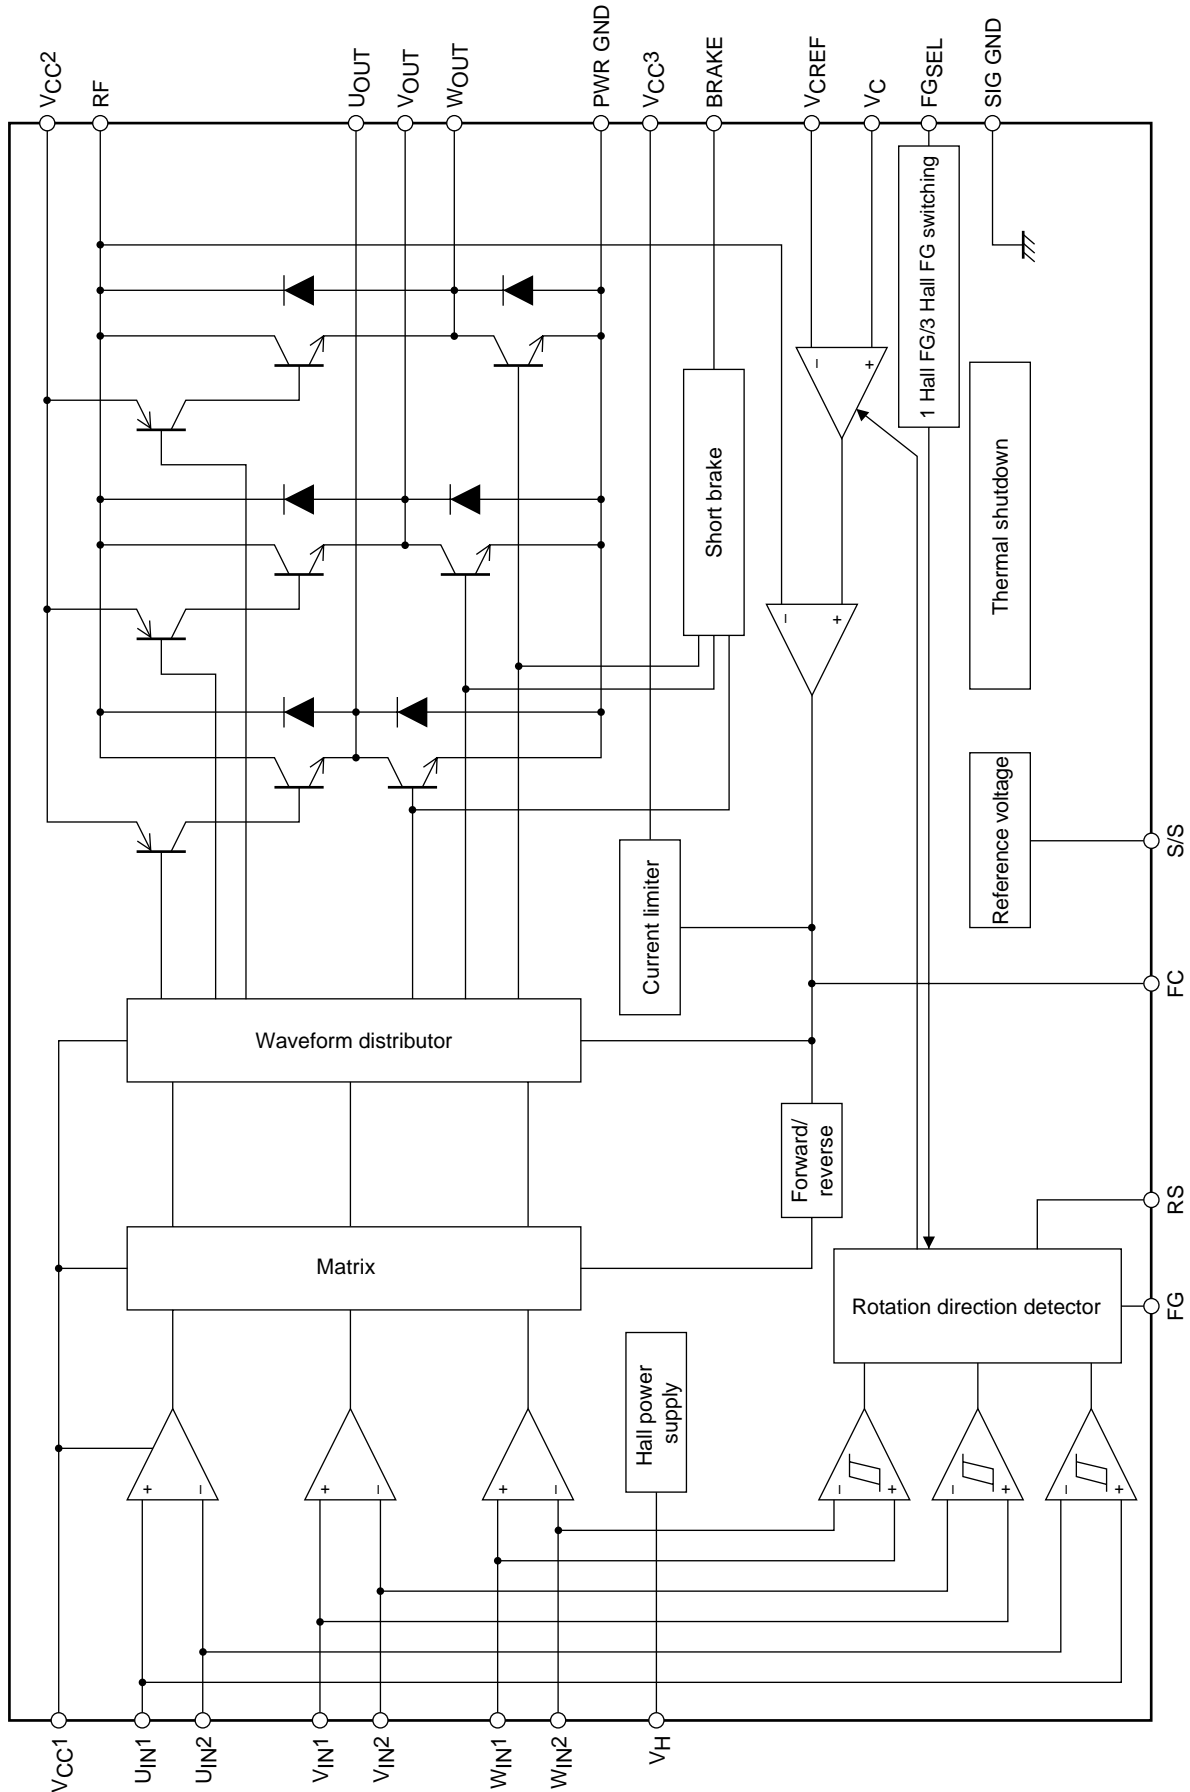 VCC2
RF
UOUT
VOUT
WOUT
PWR GND
VCC3
BRAKE
VCREF
VC
FGSEL
SIG GND
1 Hall FG/3 Hall FG switching
− +
Short brake
Thermal shutdown
− +
Reference voltage
S/S
Current limiter
FC
Waveform distributor
Forward/
reverse
RS
Matrix
Rotation direction detector
FG
Hall power
supply
+ −
+ −
+ −
− +
− +
− +
VCC1
UIN1
UIN2
VIN1
VIN2
WIN1
WIN2
VH